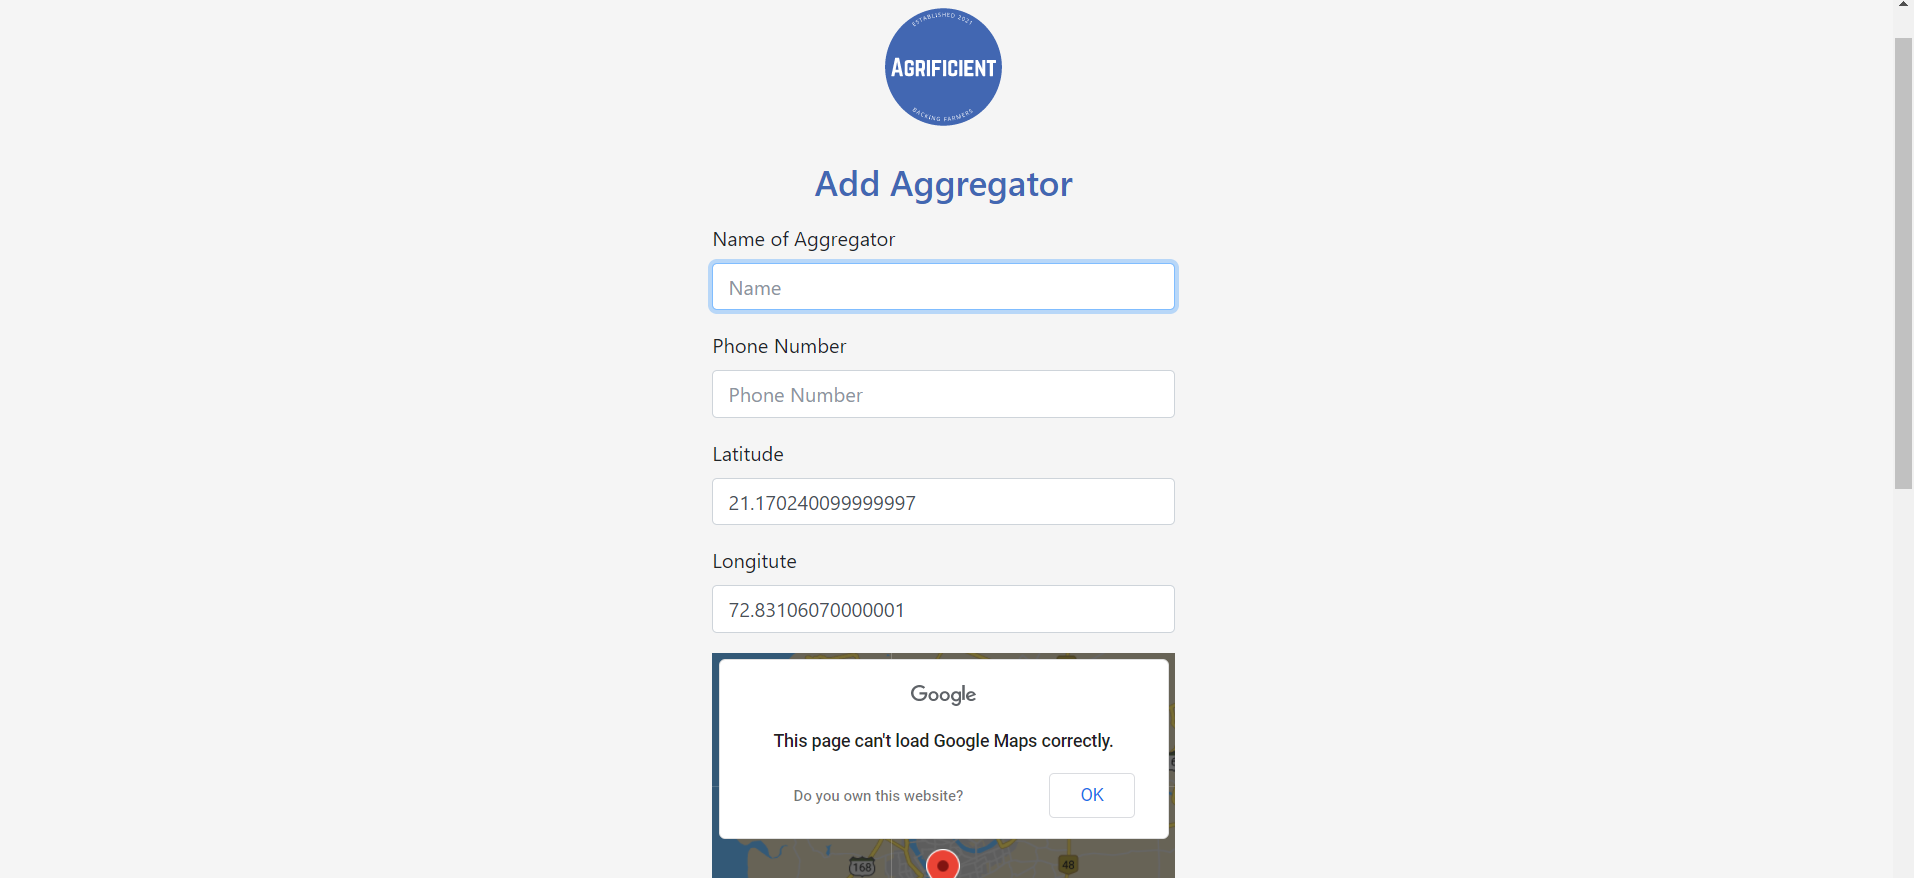 ESTABLISHED 2021
AGRIFICIENT
BACKING FARMERS
Add Aggregator
Name of Aggregator
Name
Phone Number
Phone Number
Latitude
21.170240099999997
Longitute
72.83106070000001
Google
This page can't load Google Maps correctly.
Do you own this website?
OK
168
48